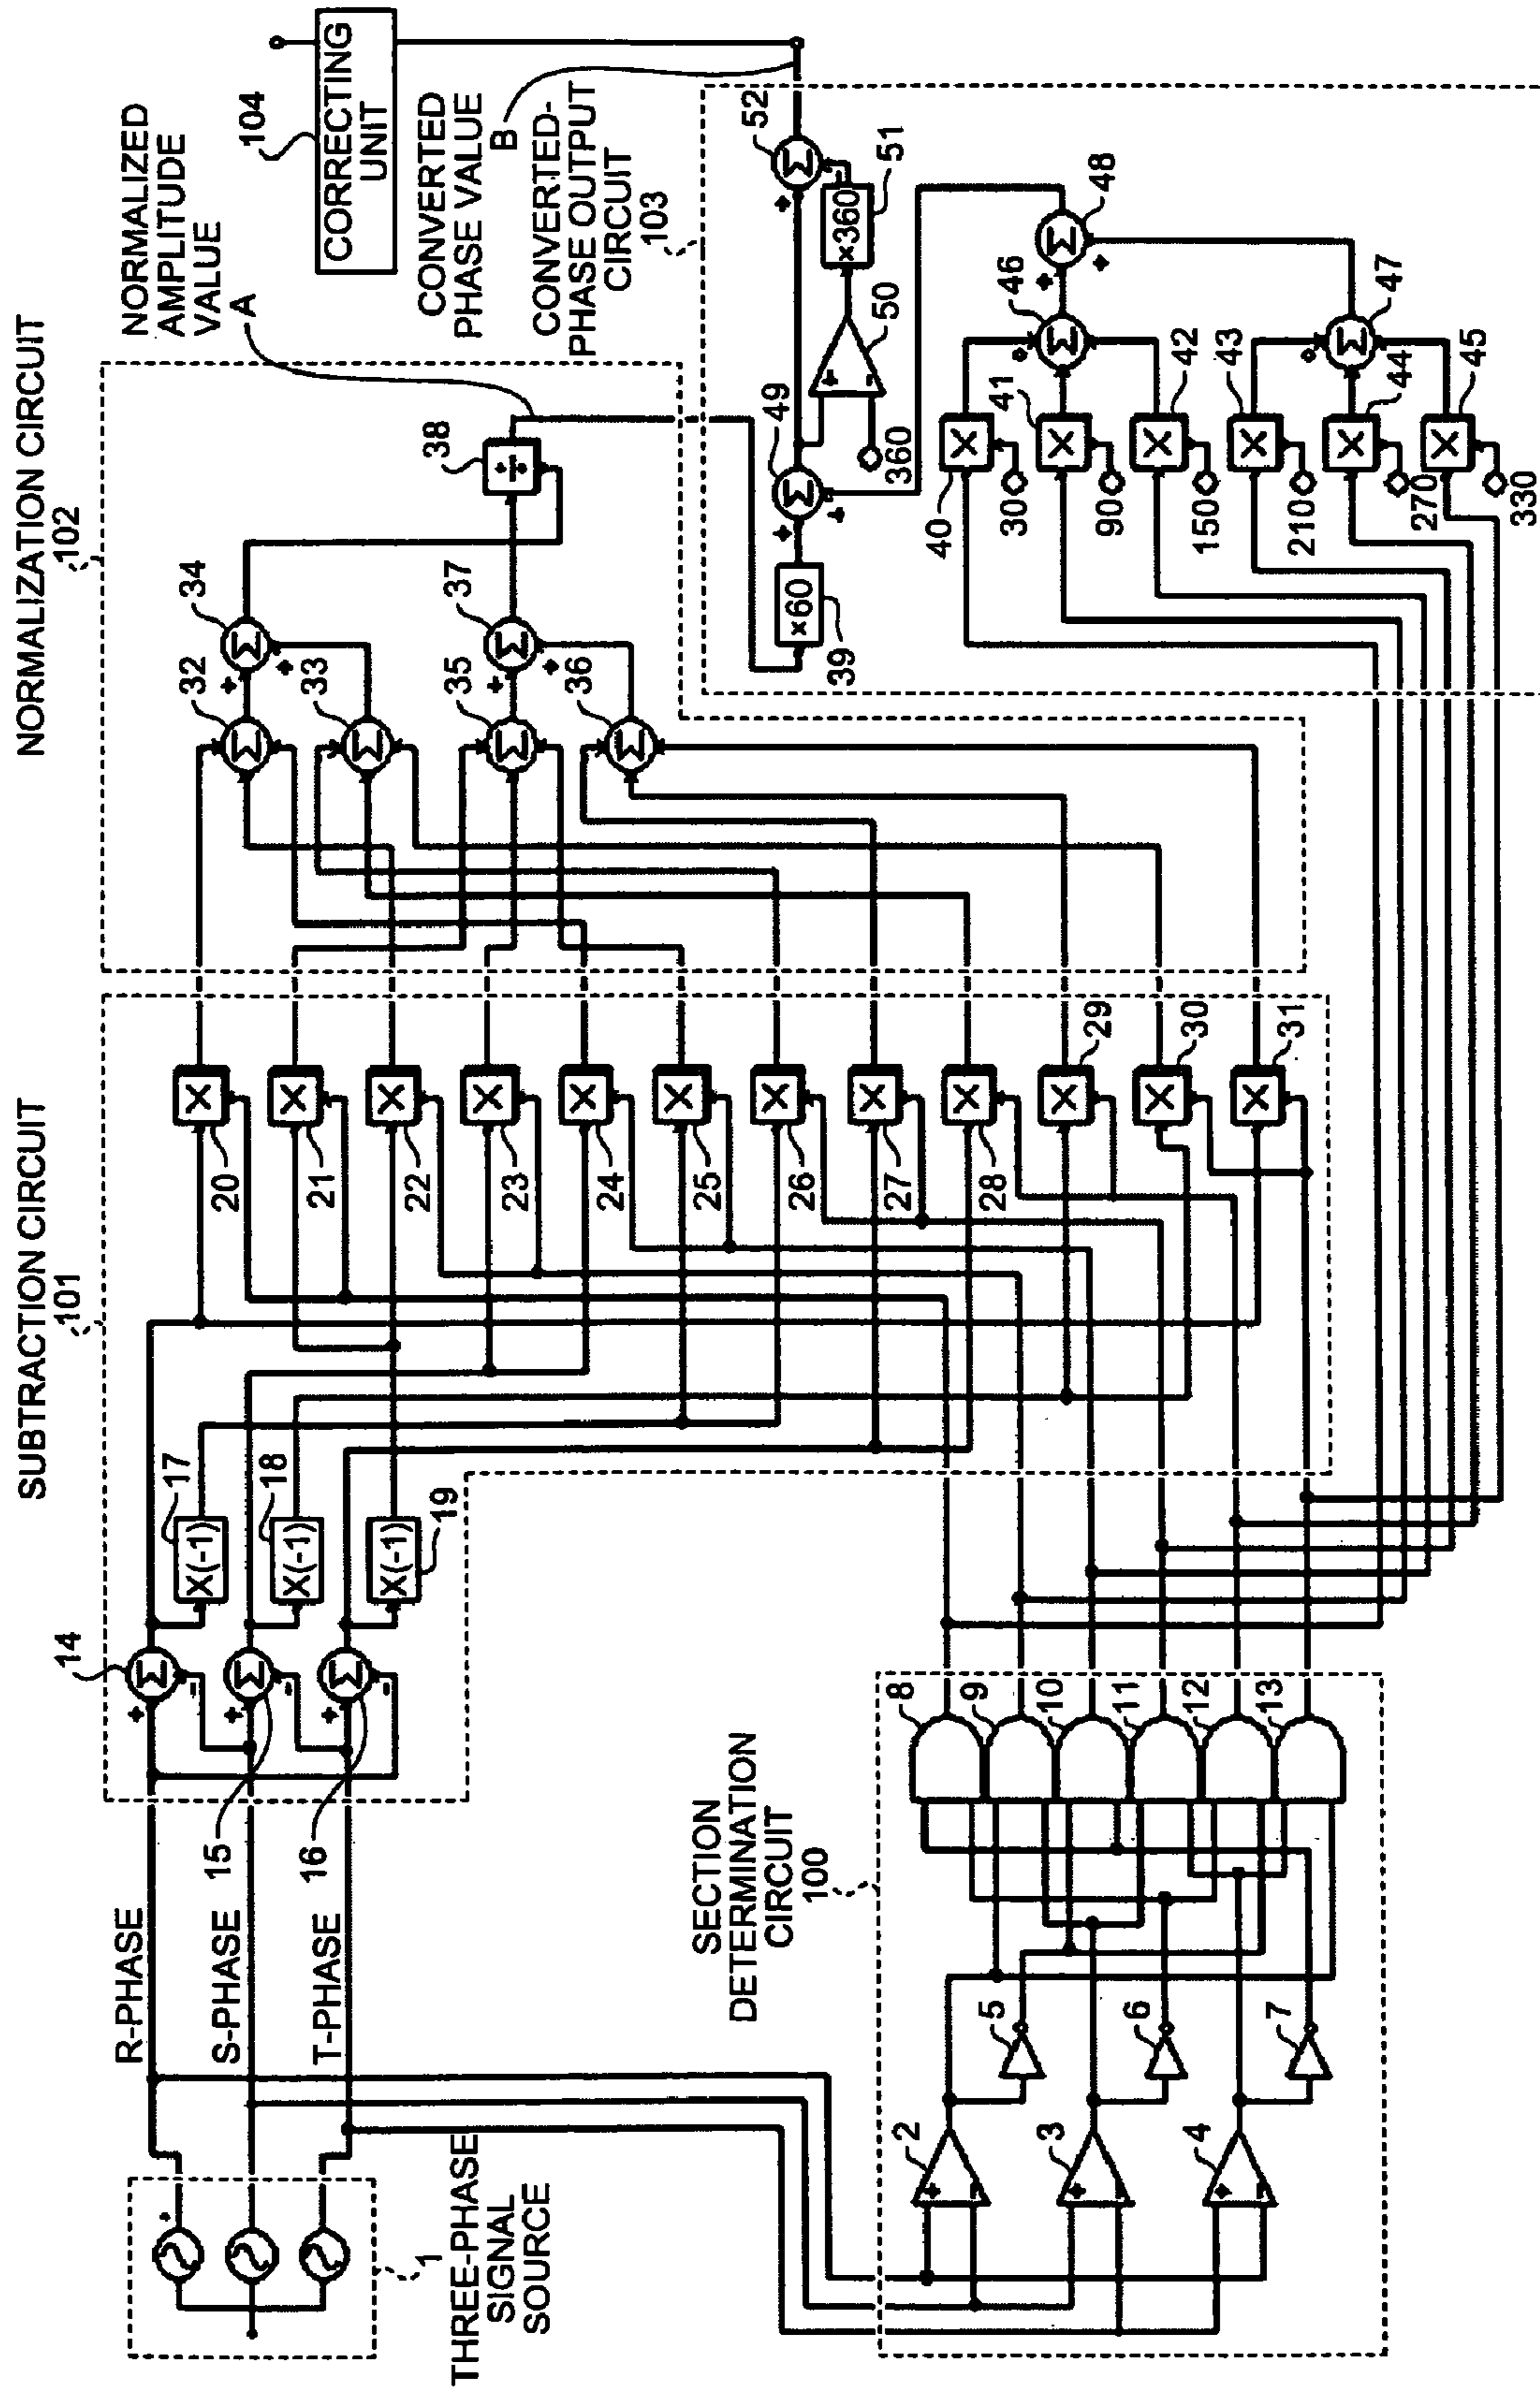 NORMALIZATION CIRCUIT
102
SUBTRACTION CIRCUIT
101
NORMALIZED
AMPLITUDE
VALUE
A
104
CORRECTING
UNIT
CONVERTED
PHASE VALUE
B
CONVERTED-
PHASE OUTPUT
CIRCUIT
103
SECTION
DETERMINATION
CIRCUIT
100
THREE-PHASE
SIGNAL
SOURCE
1
R-PHASE
S-PHASE
T-PHASE
14
15
16
17
X(-1)
18
X(-1)
19
X(-1)
Σ
Σ
Σ
+
-
+
-
+
-
20
X
21
X
22
X
23
X
24
X
25
X
26
X
27
X
28
X
29
X
30
X
31
X
32
Σ
33
Σ
34
Σ
+
+
35
Σ
36
Σ
37
Σ
+
+
38
÷
39
×60
49
Σ
+
+
50
+
-
360
51
×360
52
Σ
+
-
40
X
30
41
X
90
42
X
150
43
X
210
44
X
270
45
X
330
46
Σ
47
Σ
48
Σ
+
+
2
+
-
3
+
-
4
+
-
5
6
7
8
9
10
11
12
13